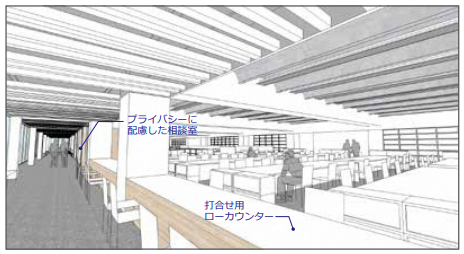 プライバシーに
配慮した相談室
打合せ用
ローカウンター